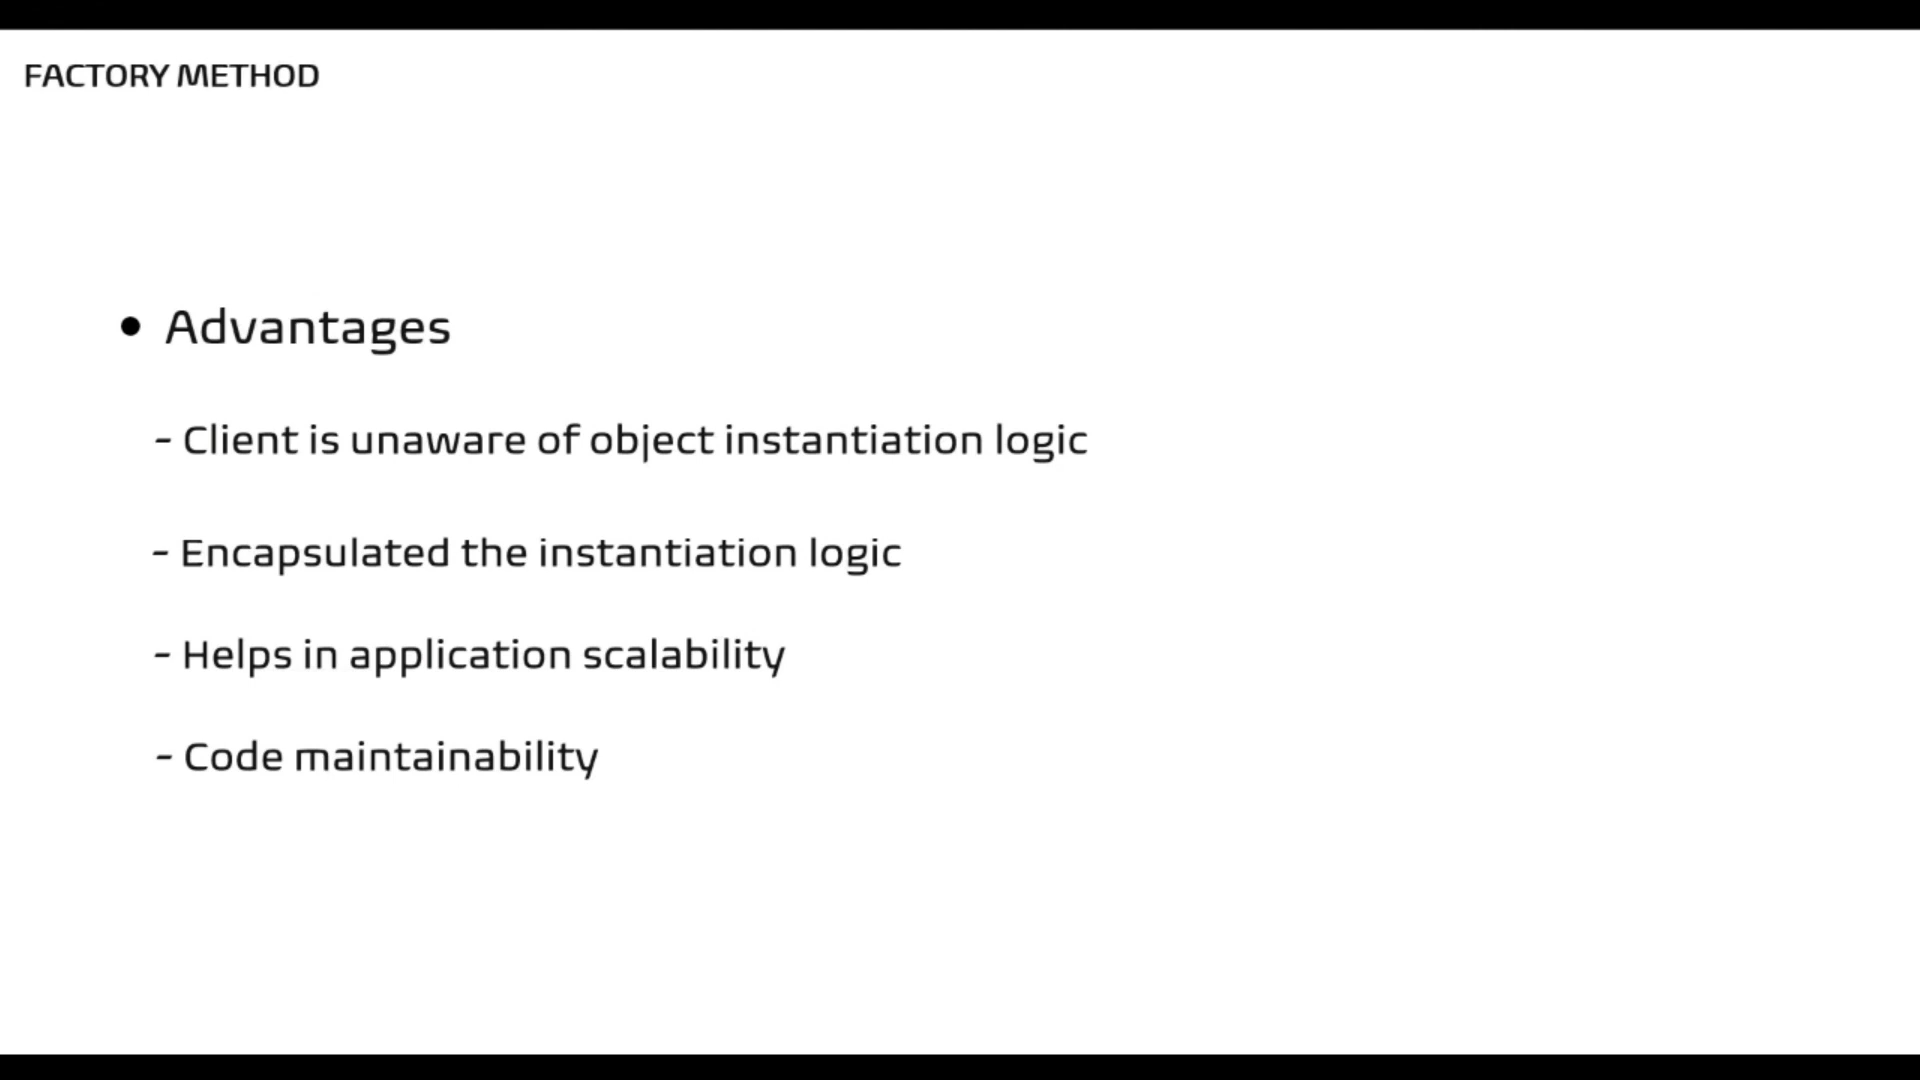 FACTORY METHOD
• Advantages
- Client is unaware of object instantiation logic
- Encapsulated the instantiation logic
- Helps in application scalability
- Code maintainability